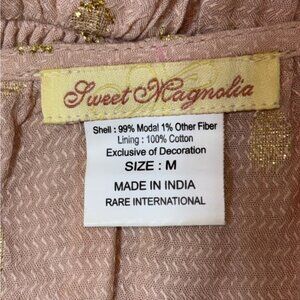 Sweet Magnolia
Shell : 99% Modal 1% Other Fiber
Lining : 100% Cotton
Exclusive of Decoration
SIZE : M
MADE IN INDIA
RARE INTERNATIONAL